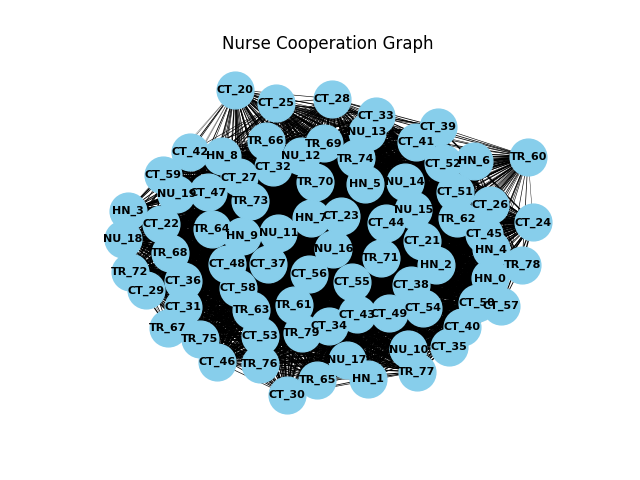 Nurse Cooperation Graph
CT_20
CT_25
CT_28
CT_33
CT_39
NU_13
CT_41
TR_66
TR_69
CT_42
HN_8
NU_12
TR_74
CT_52
HN_6
TR_60
CT_32
CT_59
CT_27
TR_70
HN_5
NU_14
NU_19
CT_47
CT_51
TR_73
CT_26
HN_3
NU_15
CT_22
HN_7
CT_23
CT_44
TR_62
CT_24
TR_64
HN_9
NU_11
CT_45
NU_18
CT_21
NU_16
HN_4
TR_68
TR_71
CT_48
CT_37
HN_2
TR_78
TR_72
CT_56
CT_36
CT_55
HN_0
CT_29
CT_58
CT_38
CT_31
TR_63
TR_61
CT_57
CT_43
CT_49
CT_54
TR_67
CT_34
CT_40
TR_75
CT_53
TR_79
CT_35
CT_46
TR_76
NU_17
NU_10
TR_65
HN_1
TR_77
CT_30